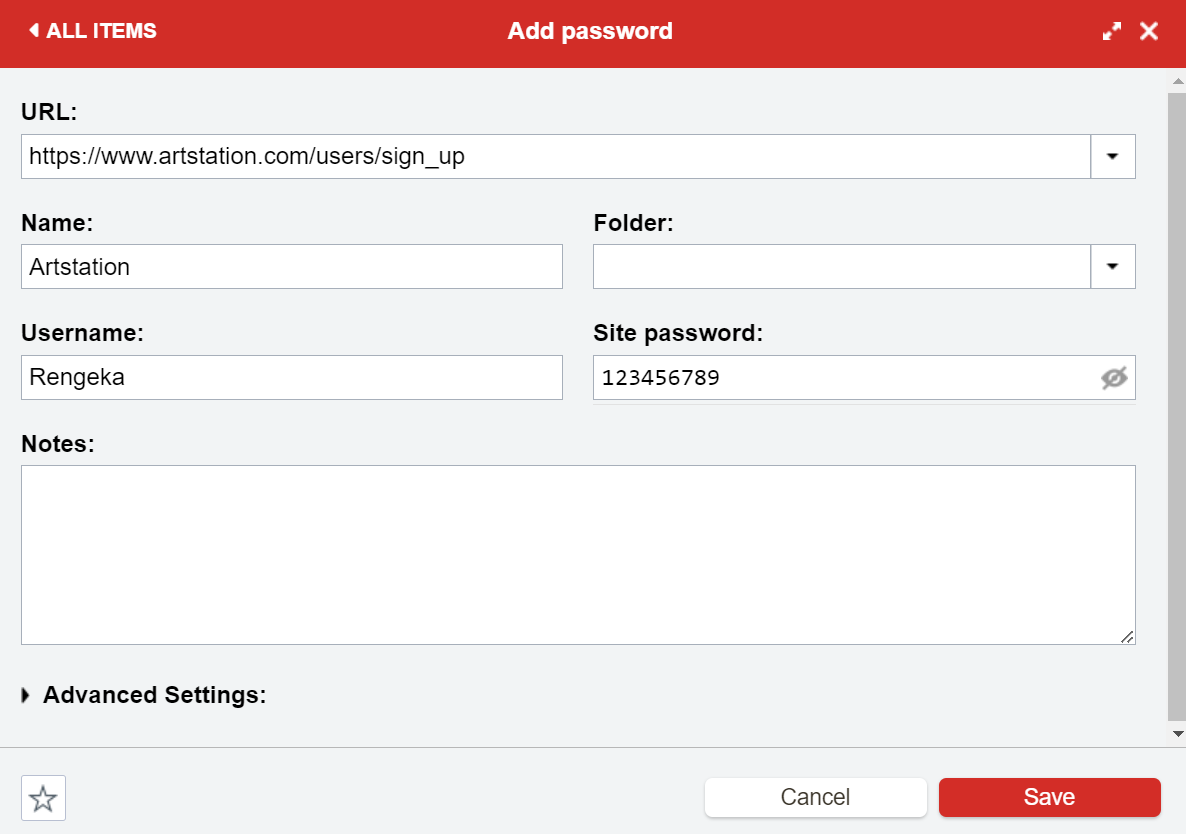 ALL ITEMS
Add password
URL:
https://www.artstation.com/users/sign_up
Name:
Folder:
Artstation
Username:
Site password:
Rengeka
123456789
Notes:
Advanced Settings:
Cancel
Save